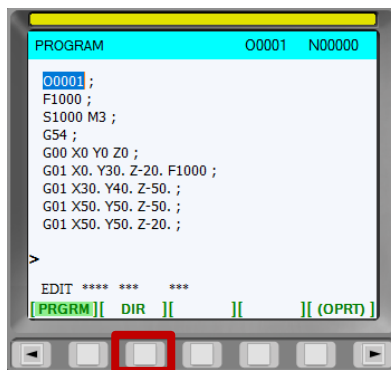 PROGRAM O0001 N00000
O0001 ;
F1000 ;
S1000 M3 ;
G54 ;
G00 X0 Y0 Z0 ;
G01 X0. Y30. Z-20. F1000 ;
G01 X30. Y40. Z-50. ;
G01 X50. Y50. Z-50. ;
G01 X50. Y50. Z-20. ;
>
EDIT **** *** ***
[PRGRM][ DIR ][ ][ ][ (OPRT) ]